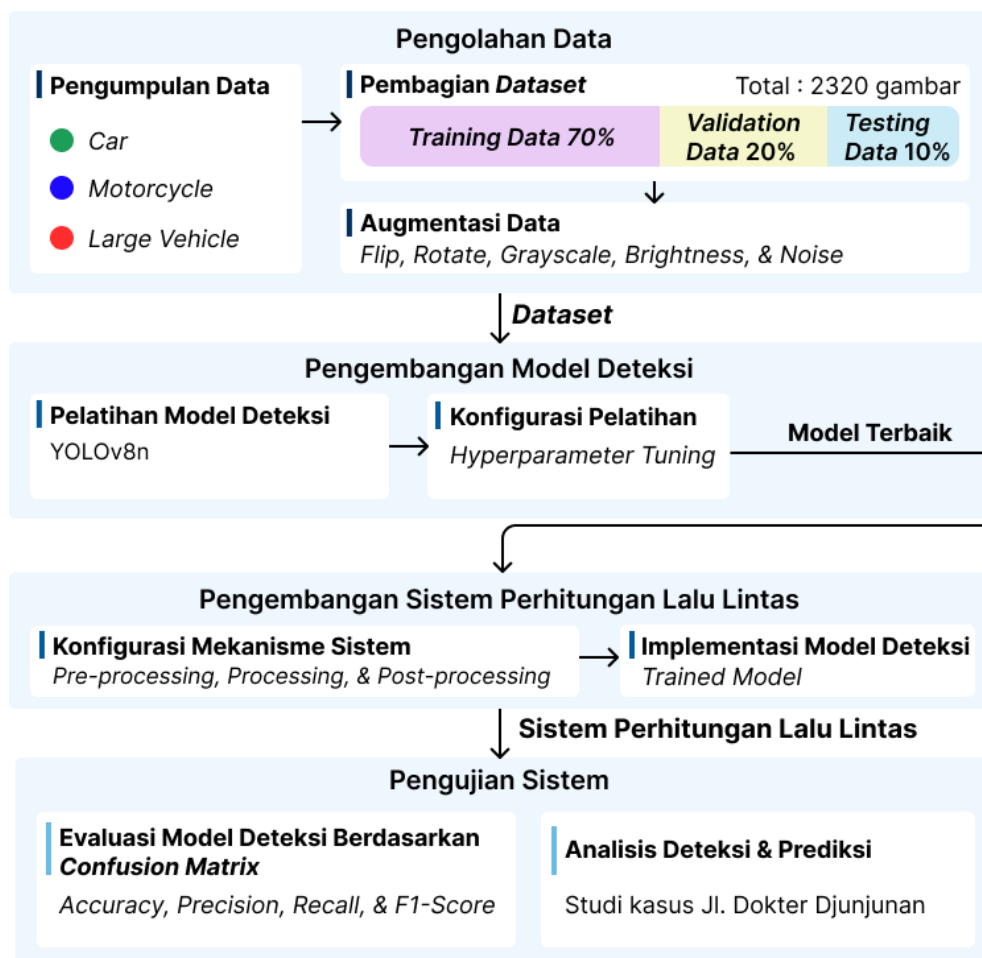 Pengolahan Data
Pengumpulan Data
Car
Motorcycle
Large Vehicle
Pembagian Dataset
Total : 2320 gambar
Training Data 70%
Validation
Data 20%
Testing
Data 10%
Augmentasi Data
Flip, Rotate, Grayscale, Brightness, & Noise
Dataset
Pengembangan Model Deteksi
Pelatihan Model Deteksi
YOLOv8n
Konfigurasi Pelatihan
Hyperparameter Tuning
Model Terbaik
Pengembangan Sistem Perhitungan Lalu Lintas
Konfigurasi Mekanisme Sistem
Pre-processing, Processing, & Post-processing
Implementasi Model Deteksi
Trained Model
Sistem Perhitungan Lalu Lintas
Pengujian Sistem
Evaluasi Model Deteksi Berdasarkan
Confusion Matrix
Accuracy, Precision, Recall, & F1-Score
Analisis Deteksi & Prediksi
Studi kasus Jl. Dokter Djunjunan